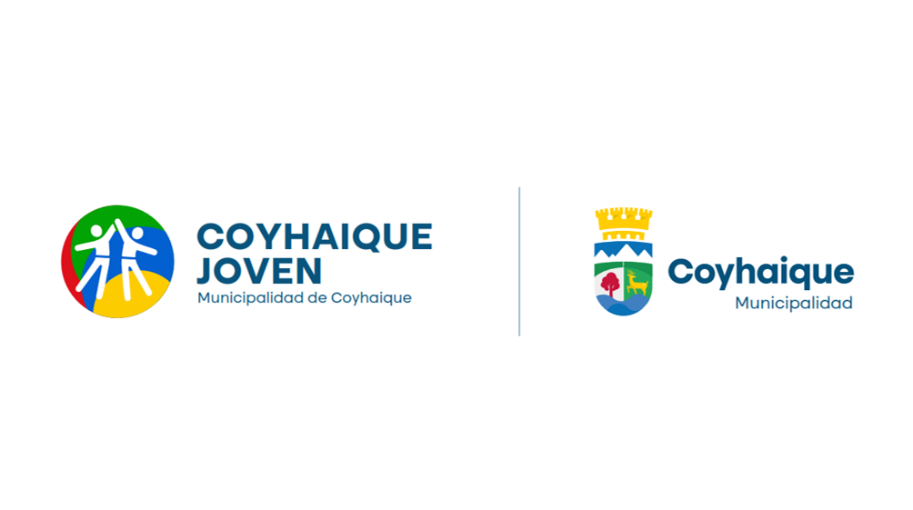 COYHAIQUE
JOVEN
Municipalidad de Coyhaique
Coyhaique
Municipalidad